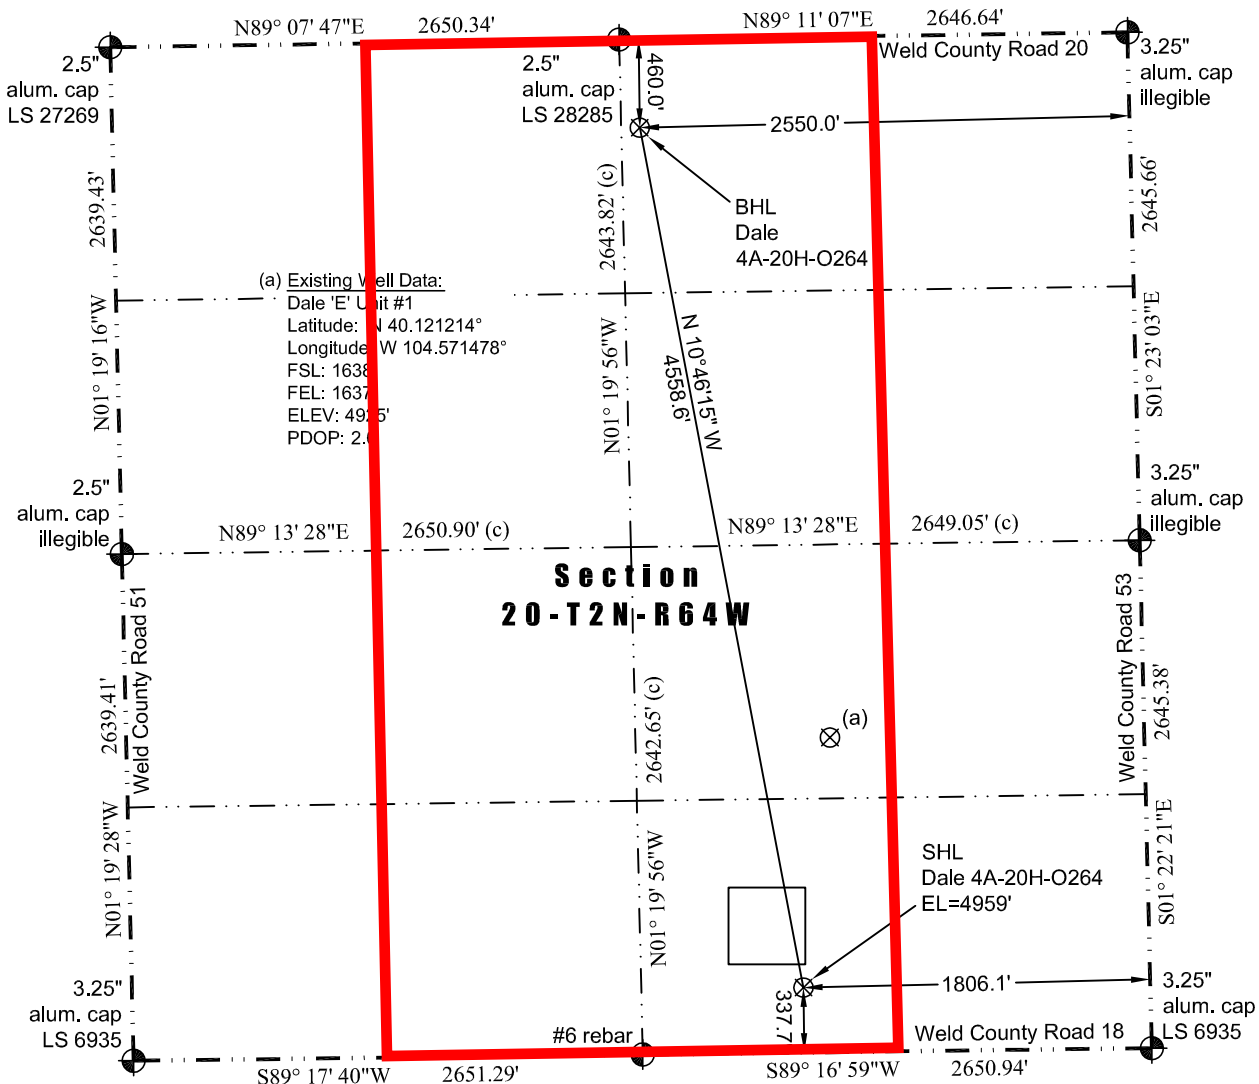 N89° 07' 47"E 2650.34' N89° 11' 07"E 2646.64'
Weld County Road 20
2.5"
alum. cap
LS 27269
2.5"
alum. cap
LS 28285
3.25"
alum. cap
illegible
460.0'
2550.0'
BHL
Dale
4A-20H-O264
2639.43'
2643.82' (c)
2645.66'
(a) Existing Well Data:
Dale 'E' Unit #1
Latitude: N 40.121214°
Longitude: W 104.571478°
FSL: 1638
FEL: 1637
ELEV: 4925'
PDOP: 2.
N01° 19' 16"W
N01° 19' 56"W
N 10°46'15" W
4558.6'
S01° 23' 03"E
2.5"
alum. cap
illegible
3.25"
alum. cap
illegible
N89° 13' 28"E 2650.90' (c) N89° 13' 28"E 2649.05' (c)
Section
20-T2N-R64W
Weld County Road 51
Weld County Road 53
2639.41'
2642.65' (c)
2645.38'
(a)
N01° 19' 28"W
N01° 19' 56"W
S01° 22' 21"E
SHL
Dale 4A-20H-O264
EL=4959'
1806.1'
337.7
3.25"
alum. cap
LS 6935
#6 rebar
Weld County Road 18
3.25"
alum. cap
LS 6935
S89° 17' 40"W 2651.29' S89° 16' 59"W 2650.94'